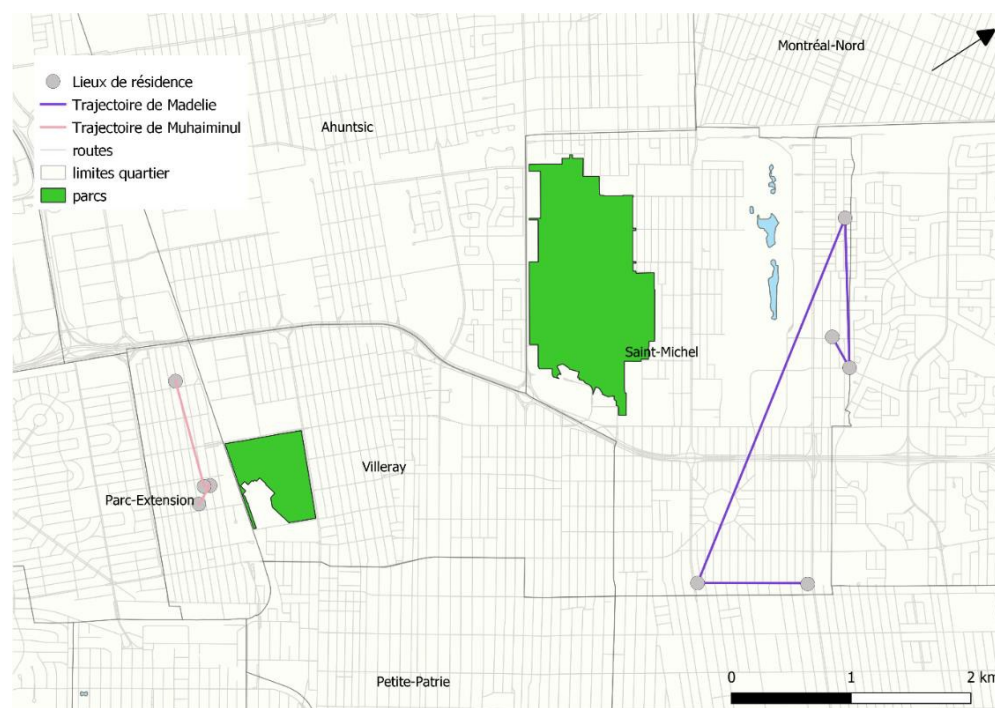 Montréal-Nord
Lieux de résidence
Trajectoire de Madelie
Trajectoire de Muhaiminul
routes
limites quartier
parcs
Ahuntsic
Saint-Michel
Villeray
Parc-Extension
Petite-Patrie
0 1 2 km